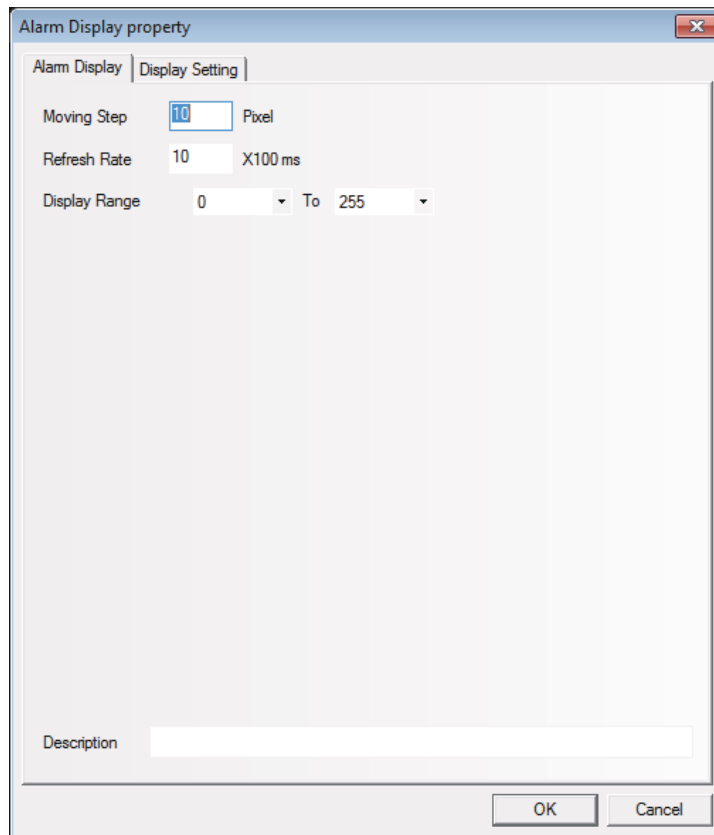 Alarm Display property
Alarm Display Display Setting
Moving Step 10 Pixel
Refresh Rate 10 X100 ms
Display Range 0 To 255
Description
OK Cancel